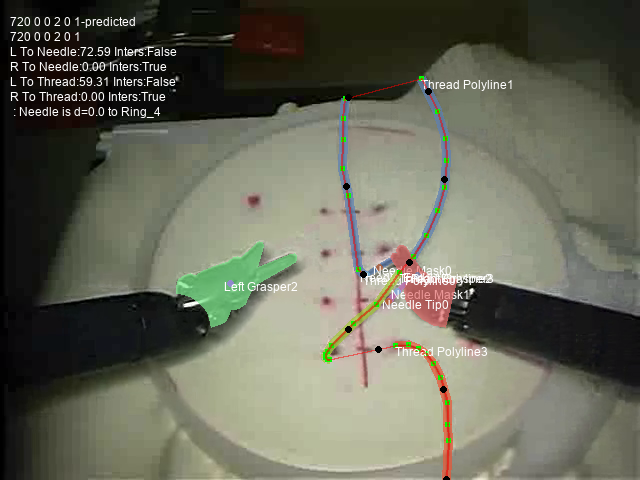 720 0 0 2 0 1-predicted
720 0 0 2 0 1
L To Needle:72.59 Inters:False
R To Needle:0.00 Inters:True
L To Thread:59.31 Inters:False
R To Thread:0.00 Inters:True
: Needle is d=0.0 to Ring_4
Thread Polyline1
Needle Mask0
Left Grasper2
Needle Mask1
Needle Tip0
Thread Polyline3